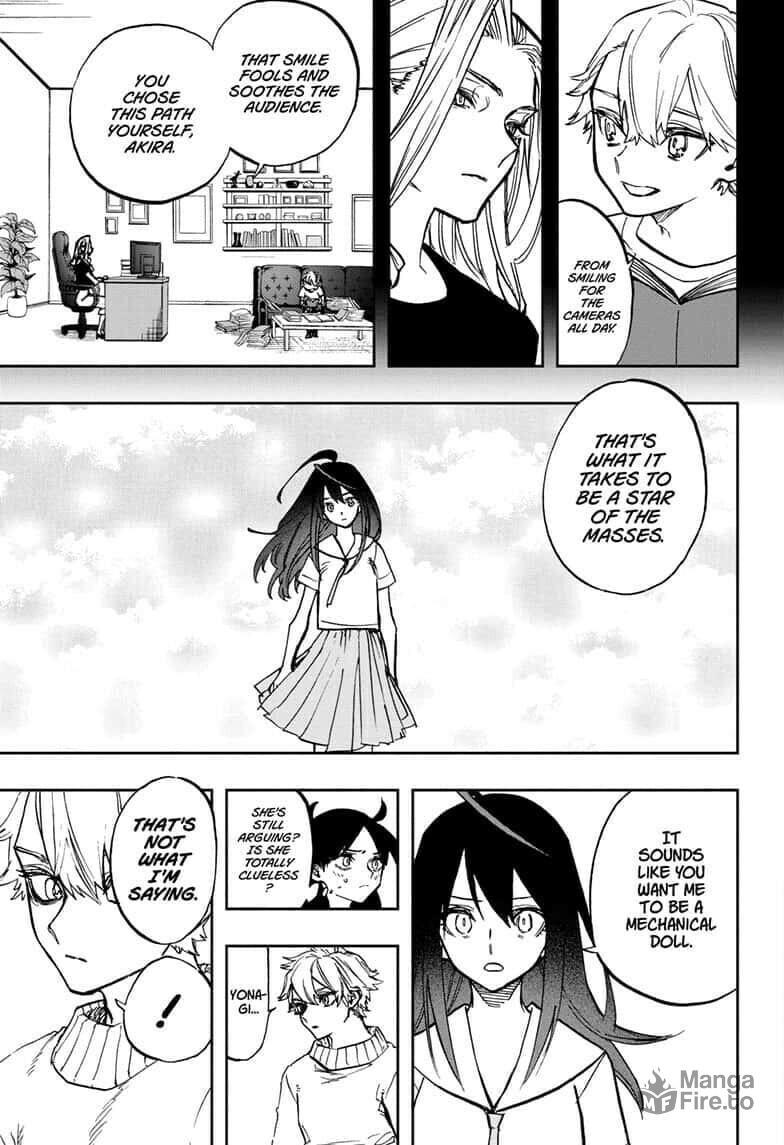 FROM
SMILING
FOR
THE
CAMERAS
ALL DAY.
THAT SMILE
FOOLS AND
SOOTHES THE
AUDIENCE.
YOU
CHOSE
THIS PATH
YOURSELF,
AKIRA.
THAT'S
WHAT IT
TAKES TO
BE A STAR
OF THE
MASSES.
IT
SOUNDS
LIKE YOU
WANT ME
TO BE A
MECHANICAL
DOLL.
SHE'S
STILL
ARGUING?
IS SHE
TOTALLY
CLUELESS
?
YONA-
GI...
THAT'S
NOT
WHAT
I'M
SAYING.
!
MF
Manga
Fire.to